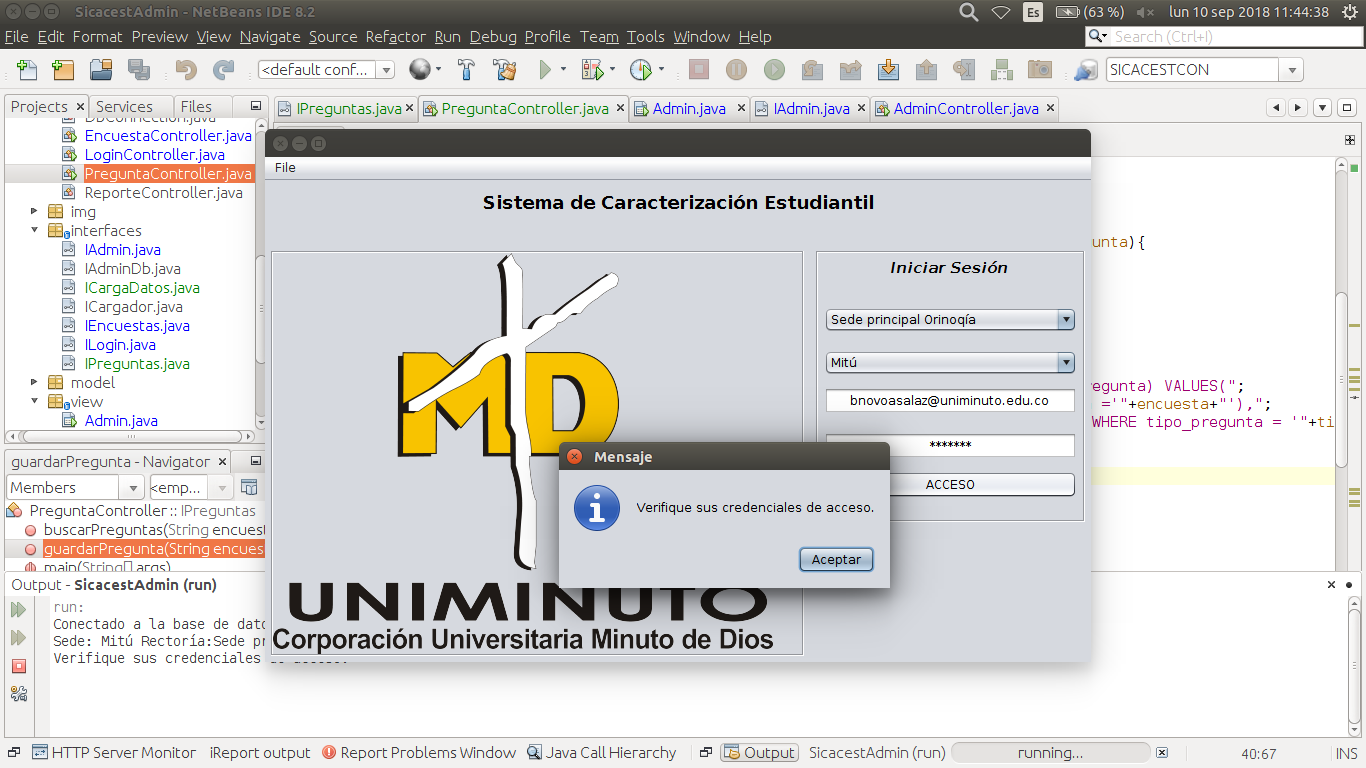 SicacestAdmin - NetBeans IDE 8.2
Es
(63 %)
lun 10 sep 2018 11:44:38
File Edit Format Preview View Navigate Source Refactor Run Debug Profile Team Tools Window Help
Search (Ctrl+I)
<default conf...
SICACESTCON
Projects
Services
Files
IPreguntas.java
PreguntaController.java
Admin.java
IAdmin.java
AdminController.java
DBConnection.java
EncuestaController.java
LoginController.java
PreguntaController.java
ReporteController.java
img
interfaces
IAdmin.java
IAdminDb.java
ICargaDatos.java
ICargador.java
IEncuestas.java
ILogin.java
IPreguntas.java
model
view
Admin.java
guardarPregunta - Navigator
Members
<emp...
PreguntaController :: IPreguntas
buscarPreguntas(String encuest
guardarPregunta(String encues
main(String[] args)
File
Sistema de Caracterización Estudiantil
MD
UNIMINUTO
Corporación Universitaria Minuto de Dios
Iniciar Sesión
Sede principal Orinoqía
Mitú
bnovoasalaz@uniminuto.edu.co
*******
ACCESO
Mensaje
Verifique sus credenciales de acceso.
Aceptar
unta){
egunta) VALUES(";
='"+encuesta+"'),";
WHERE tipo_pregunta = '"+ti
Output - SicacestAdmin (run)
run:
Conectado a la base de dato
Sede: Mitú Rectoría:Sede pr
Verifique sus credenciales de acceso.
HTTP Server Monitor
iReport output
Report Problems Window
Java Call Hierarchy
Output
SicacestAdmin (run)
running...
40:67
INS